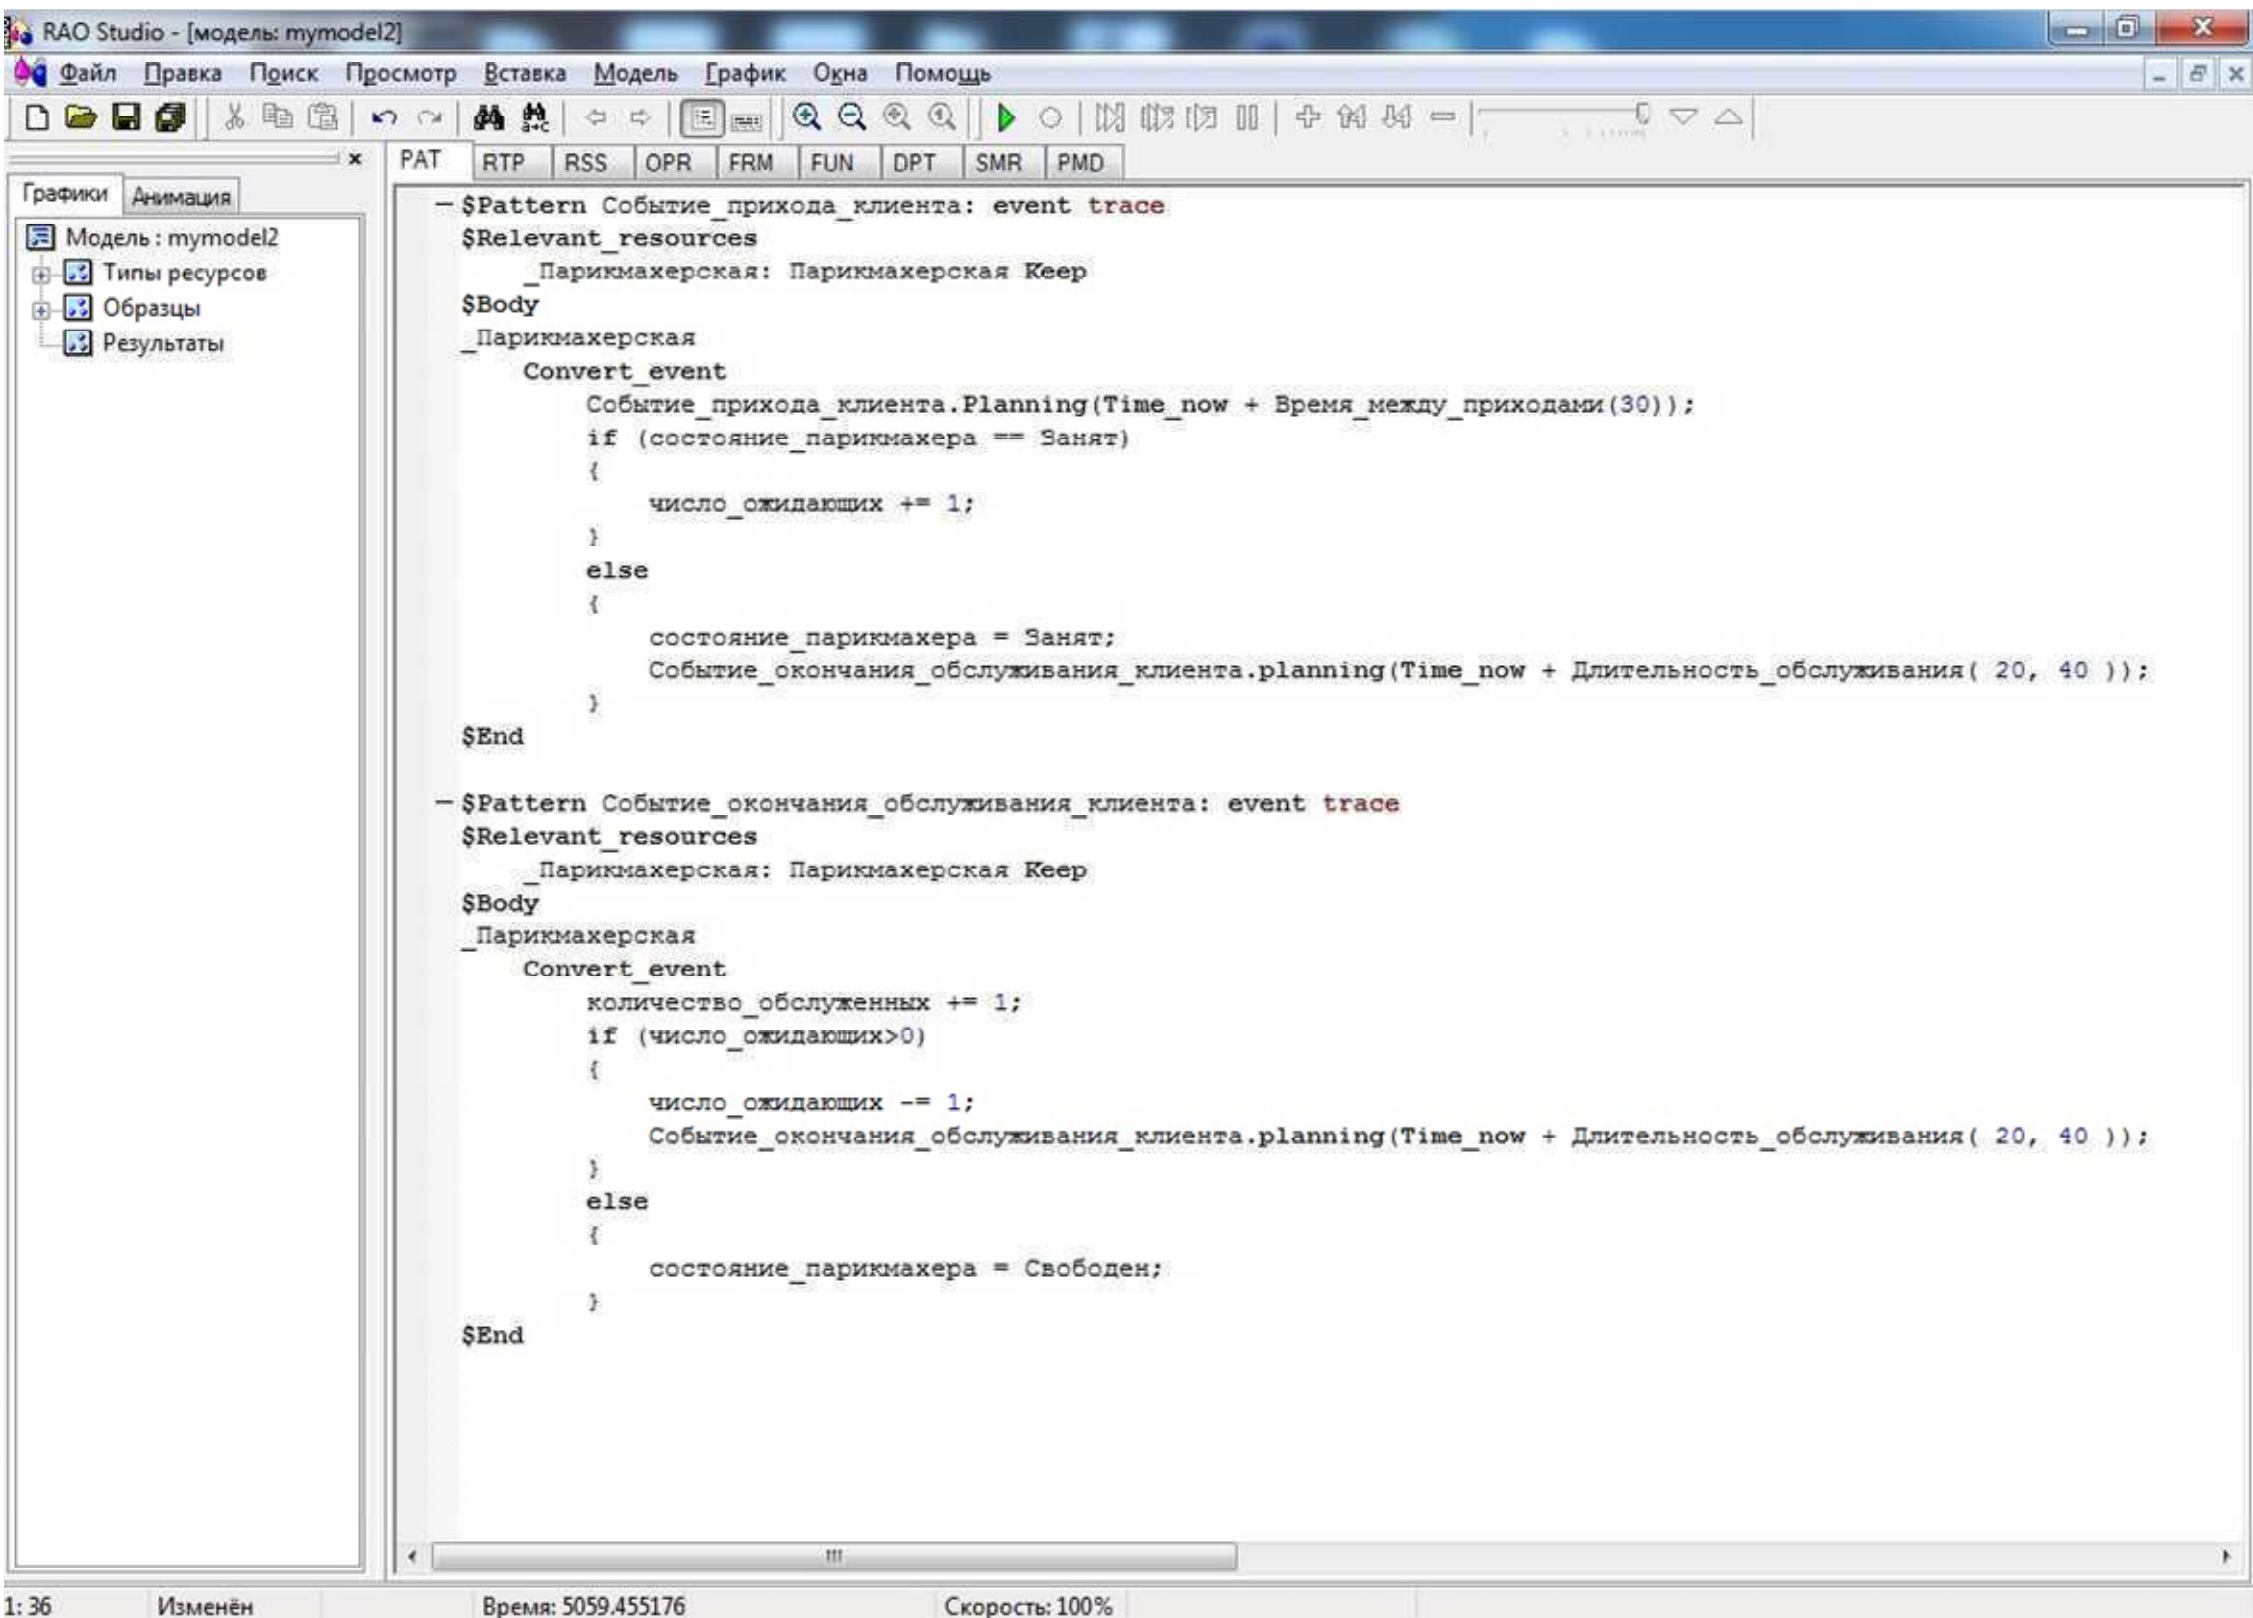 RAO Studio - [модель: mymodel2]
Файл Правка Поиск Просмотр Вставка Модель График Окна Помощь
PAT RTP RSS OPR FRM FUN DPT SMR PMD
Графики Анимация
Модель : mymodel2
Типы ресурсов
Образцы
Результаты
$Pattern Событие_прихода_клиента: event trace
$Relevant_resources
_Парикмахерская: Парикмахерская Keep
$Body
_Парикмахерская
Convert_event
Событие_прихода_клиента.Planning(Time_now + Время_между_приходами(30));
if (состояние_парикмахера == Занят)
{
число_ожидающих += 1;
}
else
{
состояние_парикмахера = Занят;
Событие_окончания_обслуживания_клиента.planning(Time_now + Длительность_обслуживания( 20, 40 ));
}
$End
$Pattern Событие_окончания_обслуживания_клиента: event trace
$Relevant_resources
_Парикмахерская: Парикмахерская Keep
$Body
_Парикмахерская
Convert_event
количество_обслуженных += 1;
if (число_ожидающих>0)
{
число_ожидающих -= 1;
Событие_окончания_обслуживания_клиента.planning(Time_now + Длительность_обслуживания( 20, 40 ));
}
else
{
состояние_парикмахера = Свободен;
}
$End
1: 36 Изменён Время: 5059.455176 Скорость: 100%